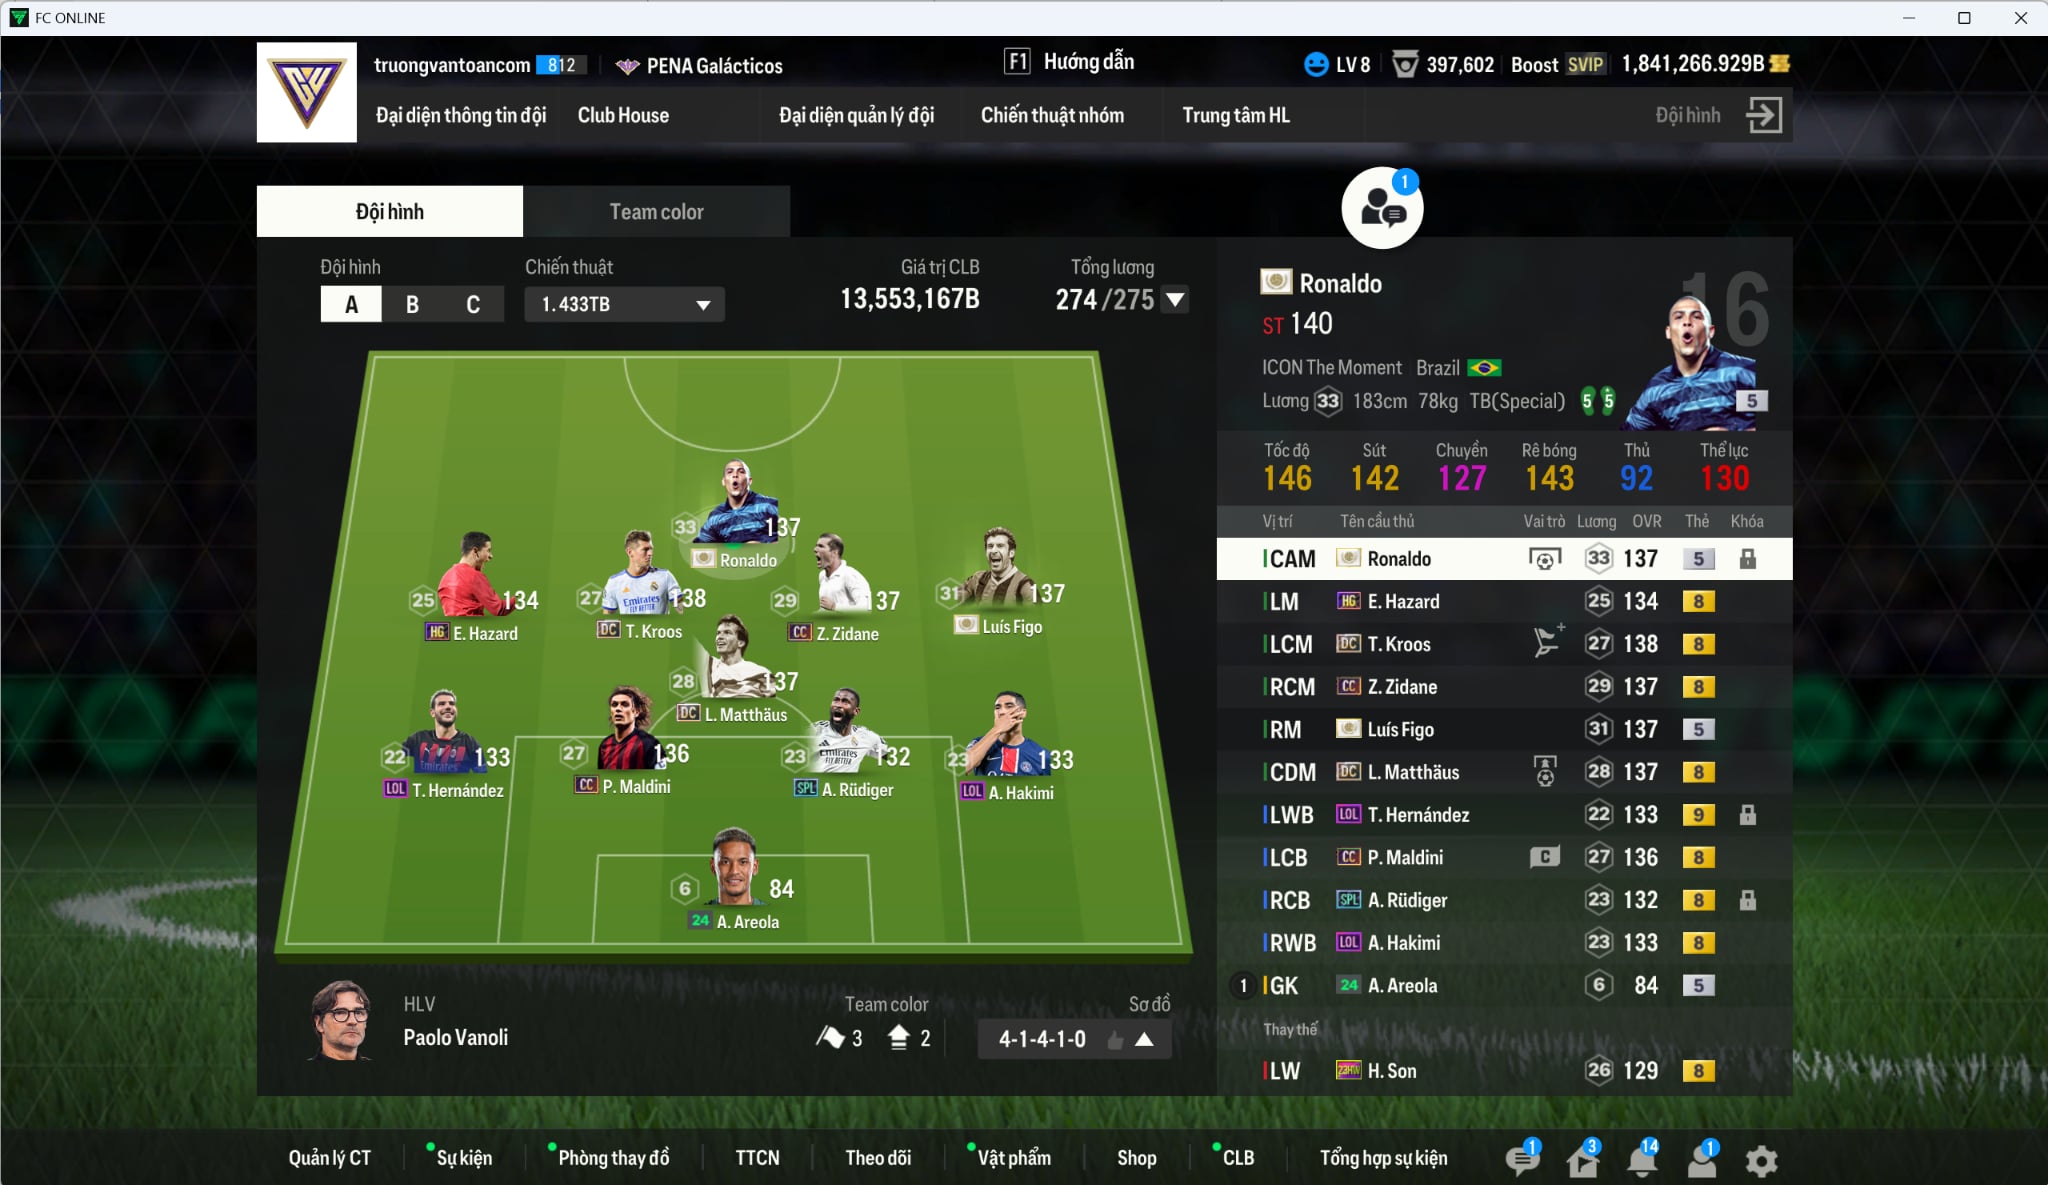 FC ONLINE
truongvantoancom 812 PENA Galácticos F1 Hướng dẫn LV 8 397,602 Boost SVIP 1,841,266.929B
Đại diện thông tin đội Club House Đại diện quản lý đội Chiến thuật nhóm Trung tâm HL Đội hình
1
Đội hình Team color
Đội hình Chiến thuật Giá trị CLB Tổng lương
A B C 1. 433TB 13,553,167B 274 /275
33 137
Ronaldo
25 134
HG E. Hazard
27 138
DC T. Kroos
29 137
CC Z. Zidane
31 137
Luís Figo
28 137
DC L. Matthäus
22 133
LOL T. Hernández
27 136
CC P. Maldini
23 132
SPL A. Rüdiger
23 133
LOL A. Hakimi
6 84
24 A. Areola
HLV
Paolo Vanoli
Team color
3 2
Sơ đồ
4-1-4-1-0
Ronaldo 16
ST 140
ICON The Moment Brazil
Lương 33 183cm 78kg TB(Special) 5 5 5
Tốc độ Sút Chuyền Rê bóng Thủ Thể lực
146 142 127 143 92 130
Vị trí Tên cầu thủ Vai trò Lương OVR Thẻ Khóa
CAM Ronaldo 33 137 5
LM HG E. Hazard 25 134 8
LCM DC T. Kroos 27 138 8
RCM CC Z. Zidane 29 137 8
RM Luís Figo 31 137 5
CDM DC L. Matthäus 28 137 8
LWB LOL T. Hernández 22 133 9
LCB CC P. Maldini C 27 136 8
RCB SPL A. Rüdiger 23 132 8
RWB LOL A. Hakimi 23 133 8
1 GK 24 A. Areola 6 84 5
Thay thế
LW 23HW H. Son 26 129 8
Quản lý CT Sự kiện Phòng thay đồ TTCN Theo dõi Vật phẩm Shop CLB Tổng hợp sự kiện 1 3 14 1